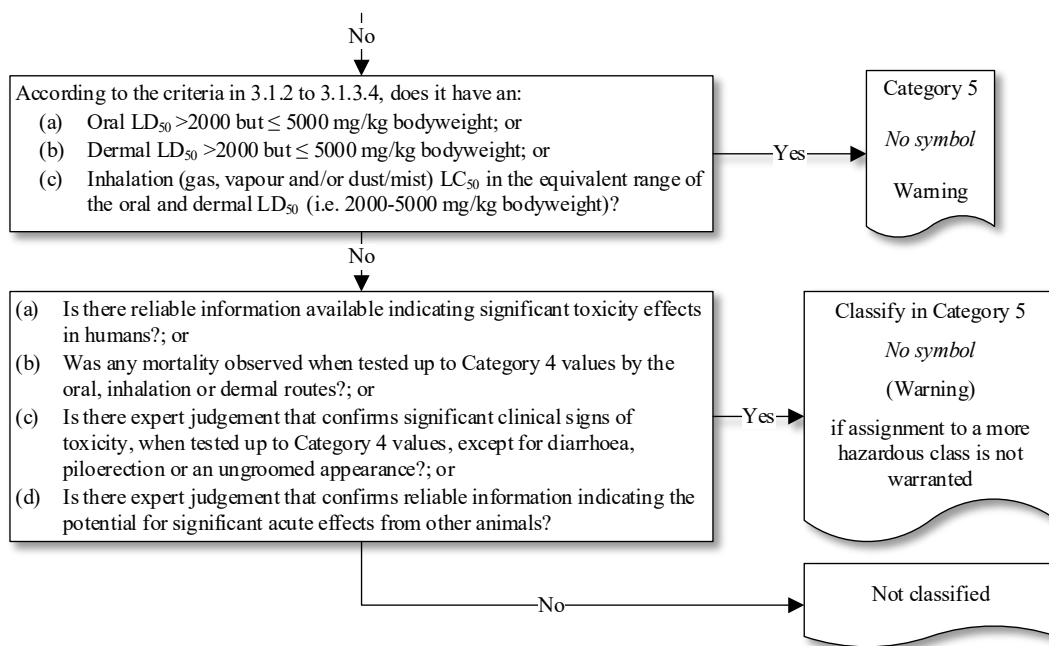 No
According to the criteria in 3.1.2 to 3.1.3.4, does it have an:
(a) Oral LD₅₀ >2000 but ≤ 5000 mg/kg bodyweight; or
(b) Dermal LD₅₀ >2000 but ≤ 5000 mg/kg bodyweight; or
(c) Inhalation (gas, vapour and/or dust/mist) LC₅₀ in the equivalent range of
the oral and dermal LD₅₀ (i.e. 2000-5000 mg/kg bodyweight)?
Yes
Category 5
No symbol
Warning
No
(a) Is there reliable information available indicating significant toxicity effects
in humans?; or
(b) Was any mortality observed when tested up to Category 4 values by the
oral, inhalation or dermal routes?; or
(c) Is there expert judgement that confirms significant clinical signs of
toxicity, when tested up to Category 4 values, except for diarrhoea,
piloerection or an ungroomed appearance?; or
(d) Is there expert judgement that confirms reliable information indicating the
potential for significant acute effects from other animals?
Yes
Classify in Category 5
No symbol
(Warning)
if assignment to a more
hazardous class is not
warranted
No
Not classified